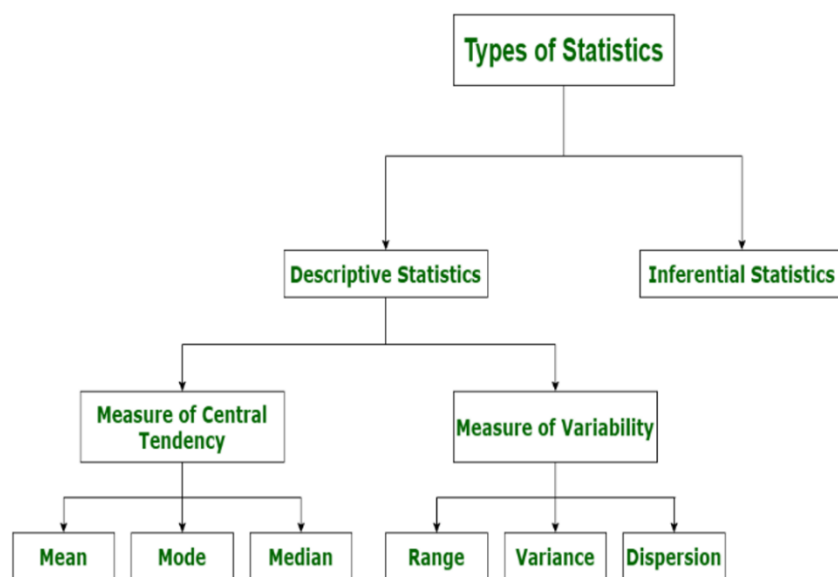 Types of Statistics
Descriptive Statistics
Inferential Statistics
Measure of Central
Tendency
Measure of Variability
Mean
Mode
Median
Range
Variance
Dispersion